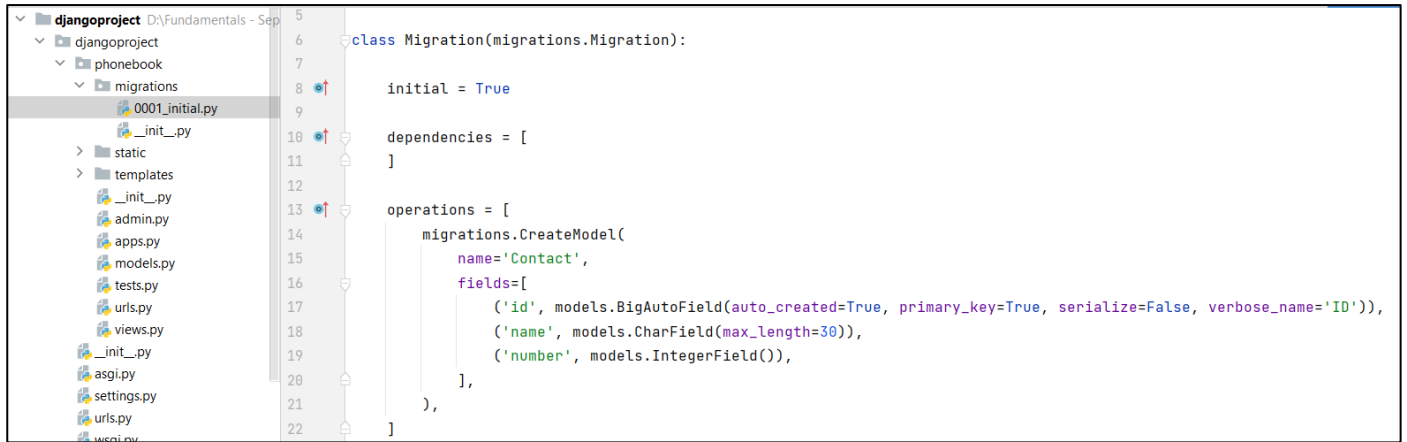 djangoproject D:\Fundamentals - Sep
djangoproject
phonebook
migrations
0001_initial.py
__init__.py
static
templates
__init__.py
admin.py
apps.py
models.py
tests.py
urls.py
views.py
__init__.py
asgi.py
settings.py
urls.py
wsgi.py
5
6 class Migration(migrations.Migration):
7
8 initial = True
9
10 dependencies = [
11 ]
12
13 operations = [
14 migrations.CreateModel(
15 name='Contact',
16 fields=[
17 ('id', models.BigAutoField(auto_created=True, primary_key=True, serialize=False, verbose_name='ID')),
18 ('name', models.CharField(max_length=30)),
19 ('number', models.IntegerField()),
20 ],
21 ),
22 ]